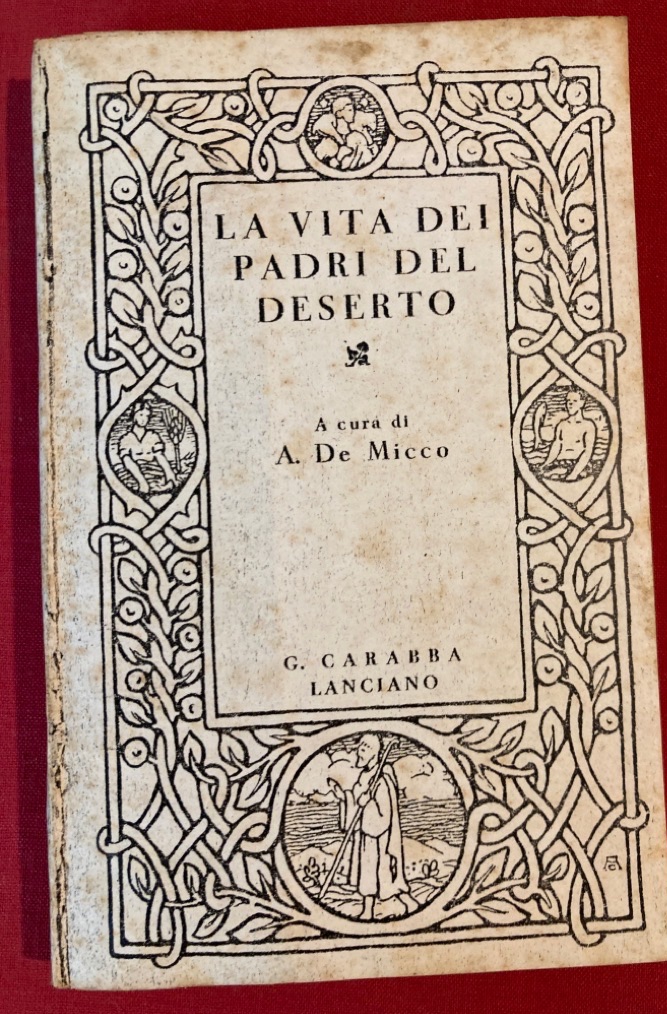 LA VITA DEI
PADRI DEL
DESERTO
A cura di
A. De Micco
G. CARABBA
LANCIANO